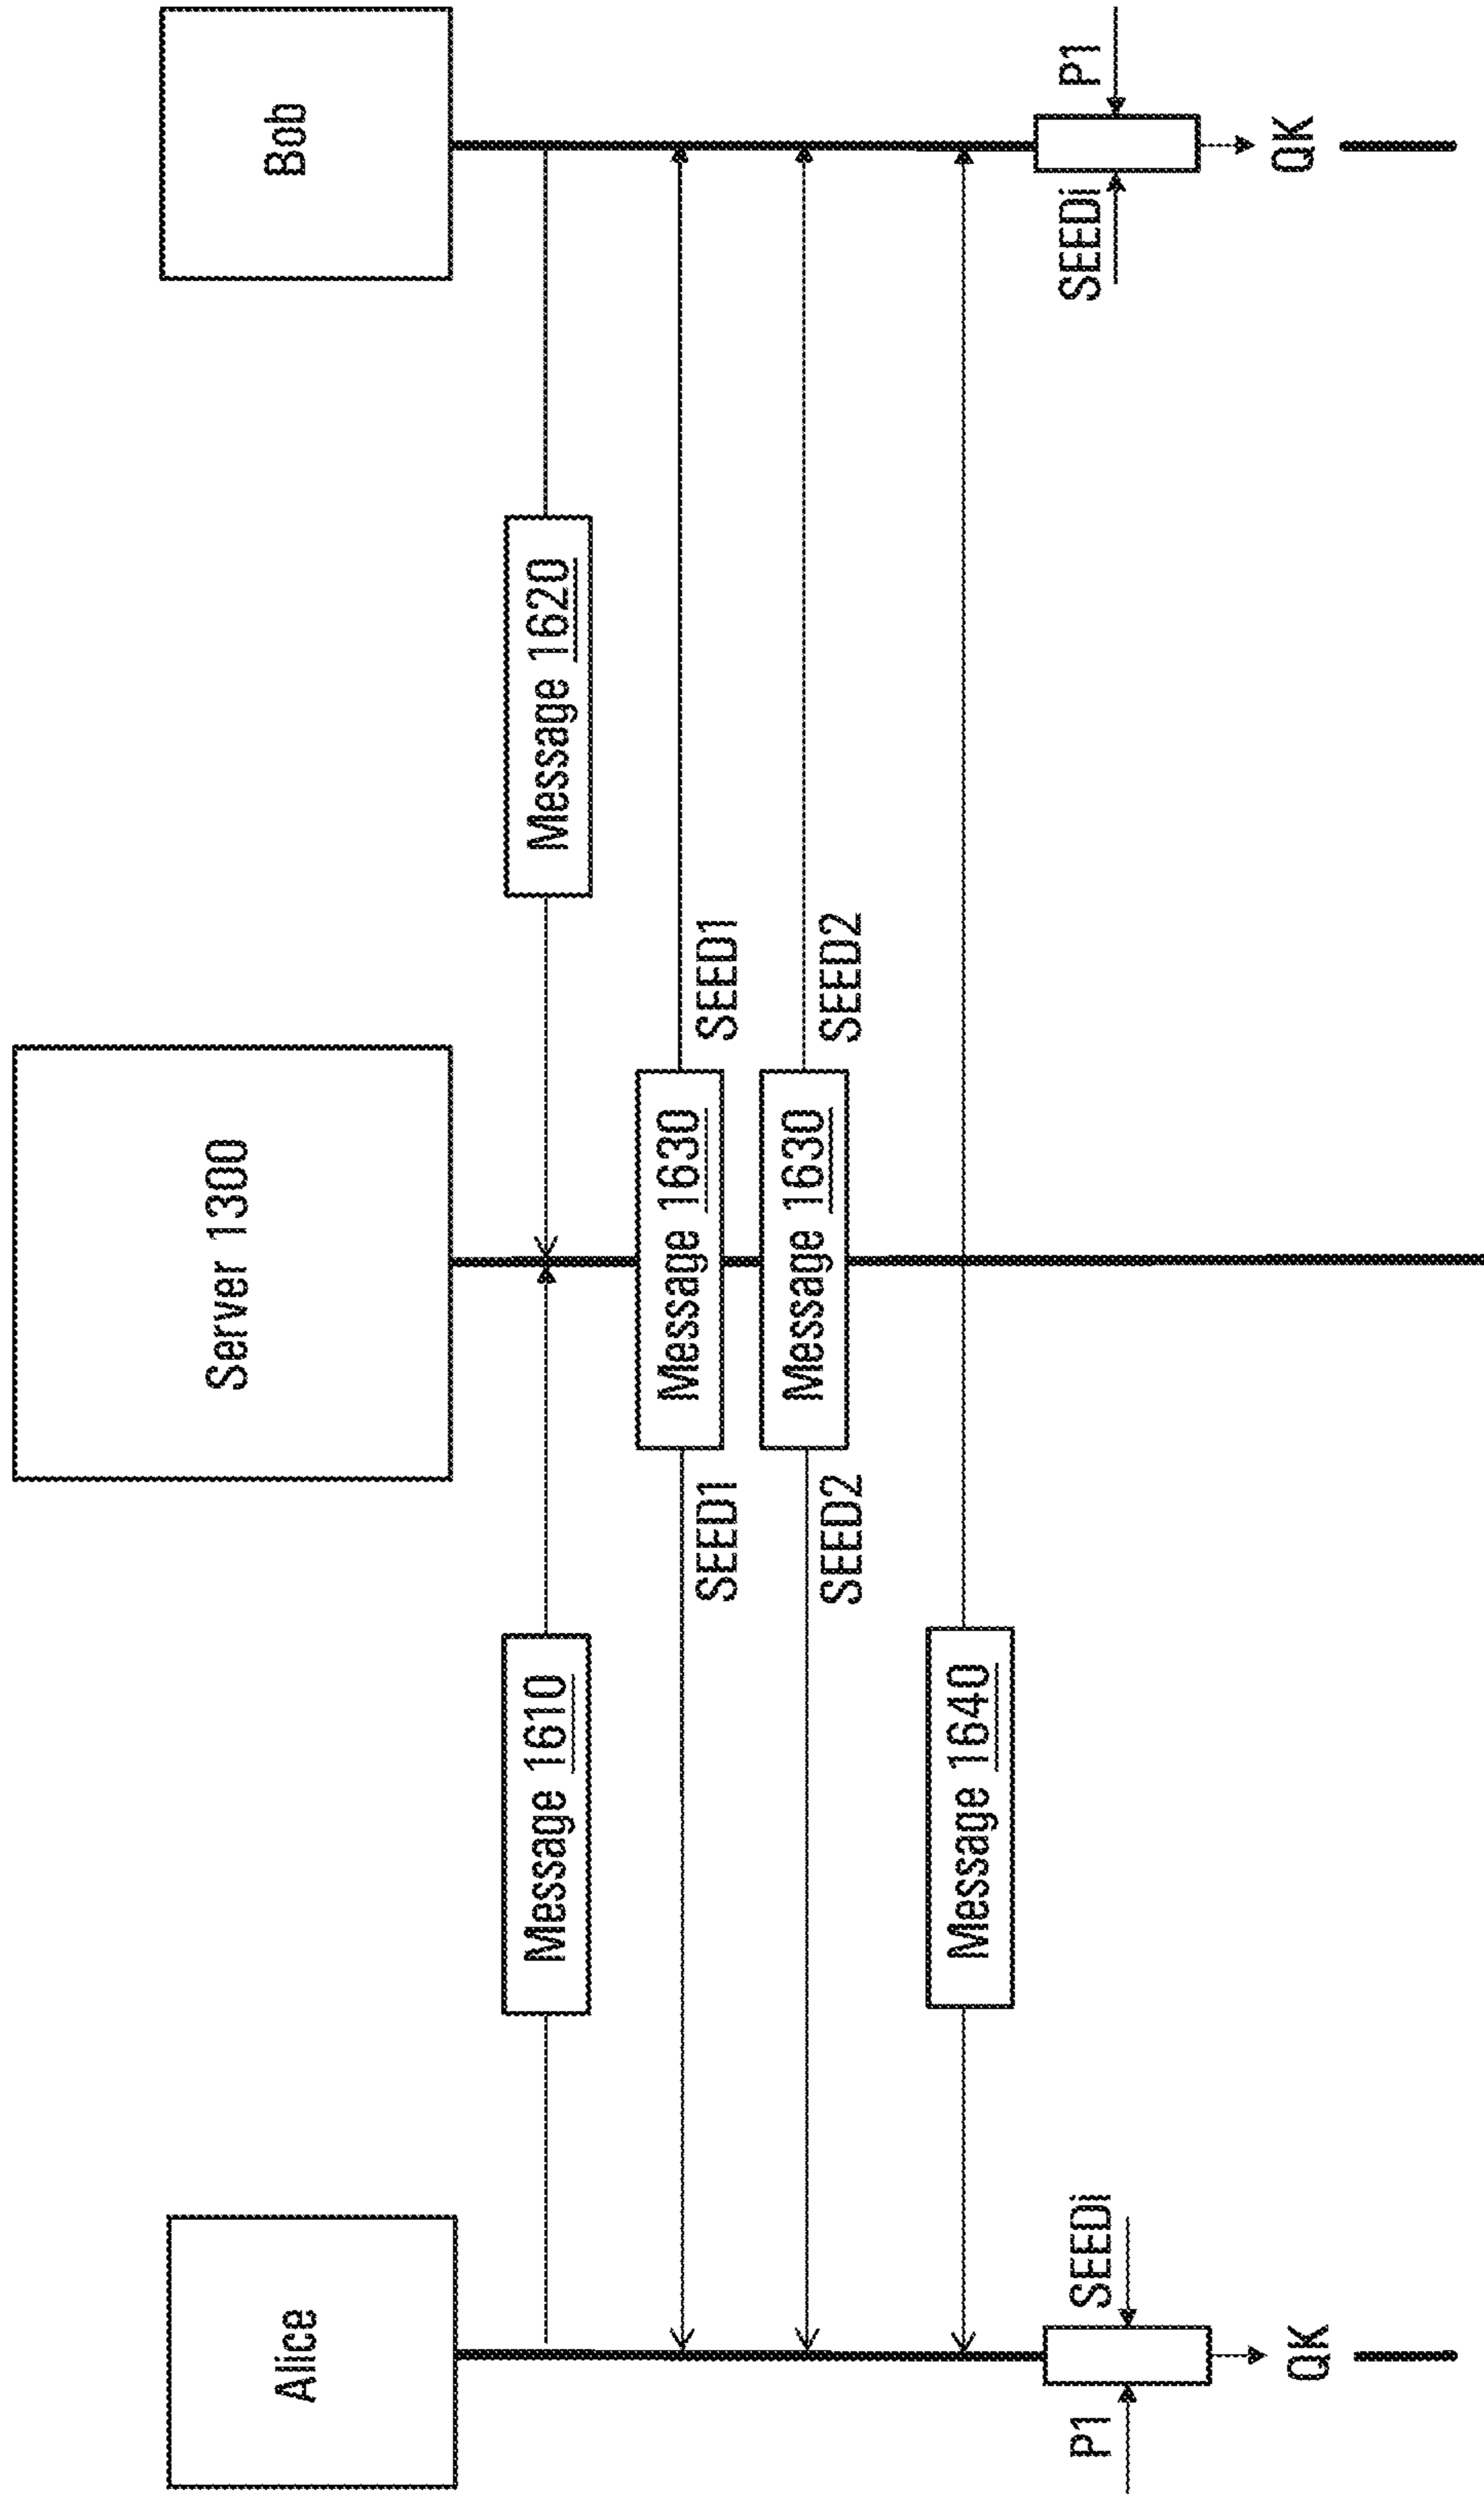 Alice
Server 1300
Bob
Message 1610
Message 1620
Message 1630
SEED1
SEED1
Message 1630
SEED2
SEED2
Message 1640
P1
SEEDi
SEEDi
P1
QK
QK